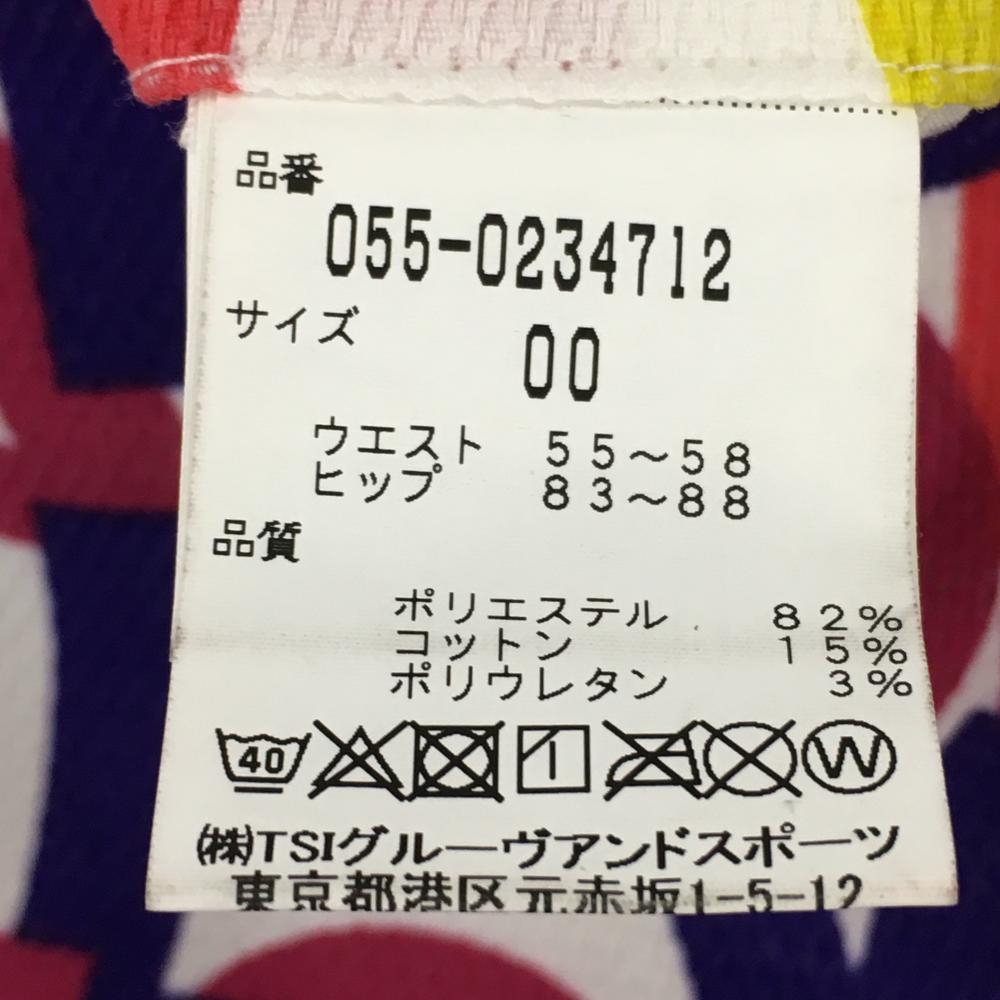 品番
055-0234712
サイズ
00
ウエスト 55～58
ヒップ 83～88
品質
ポリエステル 82%
コットン 15%
ポリウレタン 3%
40 W
㈱TSIグルーヴアンドスポーツ
東京都港区元赤坂1-5-12